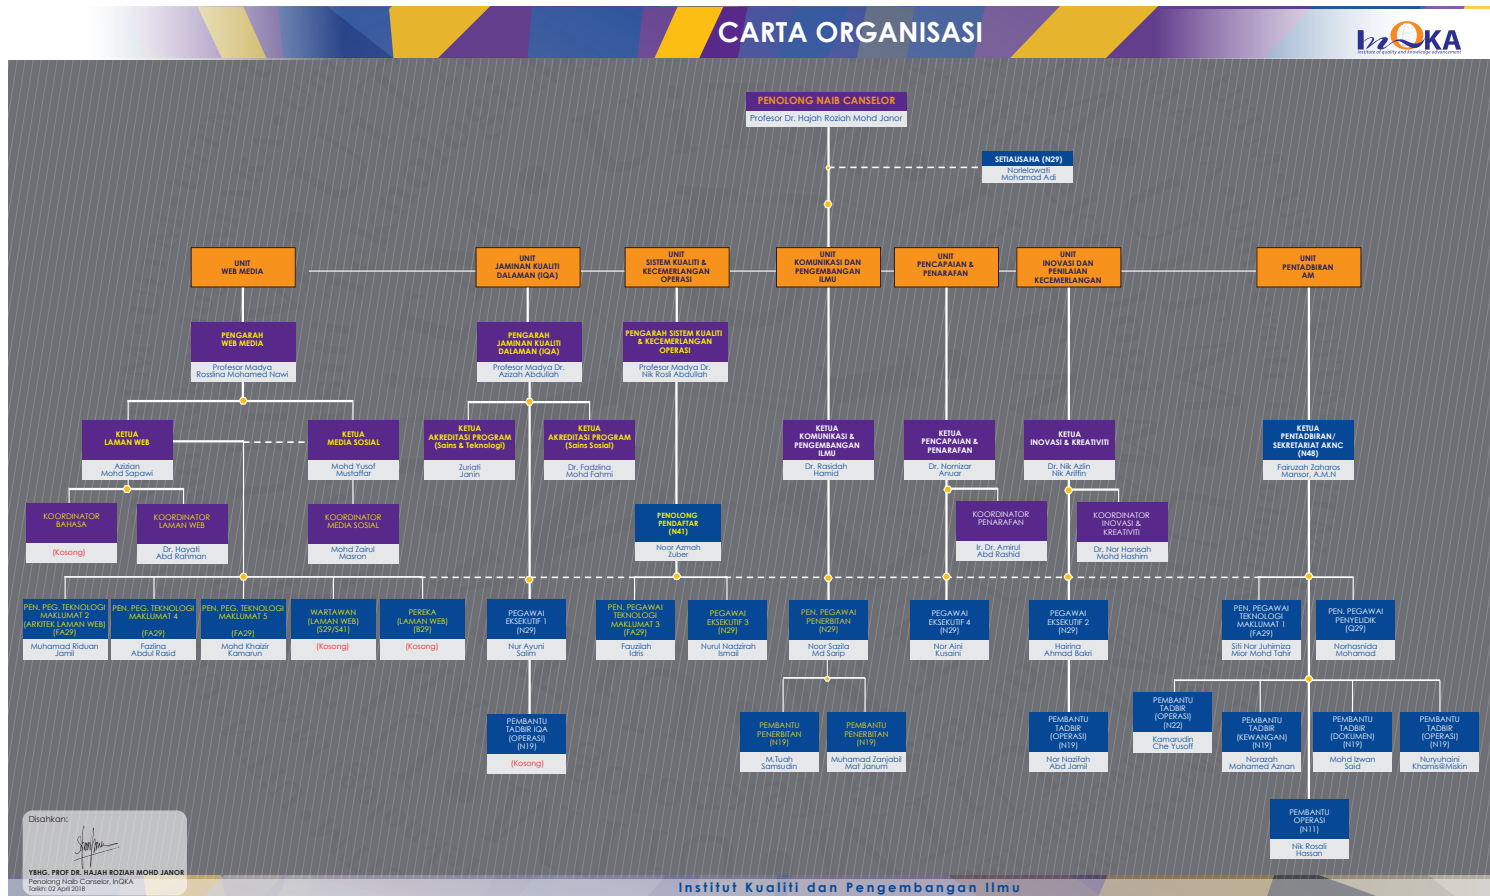 CARTA ORGANISASI
InQKA
Institute of quality and knowledge advancement
PENOLONG NAIB CANSELOR
Profesor Dr. Hajah Roziah Mohd Janor
SETIAUSAHA (N29)
Norlelawati
Mohamad Adi
UNIT
WEB MEDIA
UNIT
JAMINAN KUALITI
DALAMAN (IQA)
UNIT
SISTEM KUALITI &
KECEMERLANGAN
OPERASI
UNIT
KOMUNIKASI DAN
PENGEMBANGAN
ILMU
UNIT
PENCAPAIAN &
PENARAFAN
UNIT
INOVASI DAN
PENILAIAN
KECEMERLANGAN
UNIT
PENTADBIRAN
AM
PENGARAH
WEB MEDIA
Profesor Madya
Rosslina Mohamed Nawi
PENGARAH
JAMINAN KUALITI
DALAMAN (IQA)
Profesor Madya Dr.
Azizah Abdullah
PENGARAH SISTEM KUALITI
& KECEMERLANGAN
OPERASI
Profesor Madya Dr.
Nik Rosli Abdullah
KETUA
LAMAN WEB
Azizian
Mohd Sapawi
KETUA
MEDIA SOSIAL
Mohd Yusof
Mustaffar
KETUA
AKREDITASI PROGRAM
(Sains & Teknologi)
Zuriati
Janin
KETUA
AKREDITASI PROGRAM
(Sains Sosial)
Dr. Fadzlina
Mohd Fahmi
KETUA
KOMUNIKASI &
PENGEMBANGAN
ILMU
Dr. Rasidah
Hamid
KETUA
PENCAPAIAN &
PENARAFAN
Dr. Nornizar
Anuar
KETUA
INOVASI & KREATIVITI
Dr. Nik Azlin
Nik Ariffin
KETUA
PENTADBIRAN/
SEKRETARIAT AKNC
(N48)
Fairuzah Zaharos
Mansor, A.M.N
KOORDINATOR
BAHASA
(Kosong)
KOORDINATOR
LAMAN WEB
Dr. Hayati
Abd Rahman
KOORDINATOR
MEDIA SOSIAL
Mohd Zairul
Masron
PENOLONG
PENDAFTAR
(N41)
Noor Azmah
Zuber
KOORDINATOR
PENARAFAN
Ir. Dr. Amirul
Abd Rashid
KOORDINATOR
INOVASI &
KREATIVITI
Dr. Nor Hanisah
Mohd Hashim
PEN. PEG. TEKNOLOGI
MAKLUMAT 2
(ARKITEK LAMAN WEB)
(FA29)
Muhamad Riduan
Jamil
PEN. PEG. TEKNOLOGI
MAKLUMAT 4
(FA29)
Fazlina
Abdul Rasid
PEN. PEG. TEKNOLOGI
MAKLUMAT 5
(FA29)
Mohd Khaizir
Kamarun
WARTAWAN
(LAMAN WEB)
(S29/S41)
(Kosong)
PEREKA
(LAMAN WEB)
(B29)
(Kosong)
PEGAWAI
EKSEKUTIF 1
(N29)
Nur Ayuni
Salim
PEN. PEGAWAI
TEKNOLOGI
MAKLUMAT 3
(FA29)
Fauzilah
Idris
PEGAWAI
EKSEKUTIF 3
(N29)
Nurul Nadzirah
Ismail
PEN. PEGAWAI
PENERBITAN
(N29)
Noor Sazila
Md Sarip
PEGAWAI
EKSEKUTIF 4
(N29)
Nor Aini
Kusaini
PEGAWAI
EKSEKUTIF 2
(N29)
Hairina
Ahmad Bakri
PEN. PEGAWAI
TEKNOLOGI
MAKLUMAT 1
(FA29)
Siti Nor Juhirniza
Mior Mohd Tahir
PEN. PEGAWAI
PENYELIDIK
(Q29)
Norhasnida
Mohamad
PEMBANTU
TADBIR IQA
(OPERASI)
(N19)
(Kosong)
PEMBANTU
PENERBITAN
(N19)
M.Tuah
Samsudin
PEMBANTU
PENERBITAN
(N19)
Muhamad Zanjabil
Mat Janum
PEMBANTU
TADBIR
(OPERASI)
(N19)
Nor Nazifah
Abd Jamil
PEMBANTU
TADBIR
(OPERASI)
(N22)
Kamarudin
Che Yusoff
PEMBANTU
TADBIR
(KEWANGAN)
(N19)
Norazah
Mohamed Aznan
PEMBANTU
TADBIR
(DOKUMEN)
(N19)
Mohd Izwan
Said
PEMBANTU
TADBIR
(OPERASI)
(N19)
Nuryuhaini
Khamis@Miskin
PEMBANTU
OPERASI
(N11)
Nik Rosali
Hassan
Disahkan:
YBHG. PROF DR. HAJAH ROZIAH MOHD JANOR
Penolong Naib Canselor, InQKA
Tarikh: 02 April 2018
Institut Kualiti dan Pengembangan Ilmu